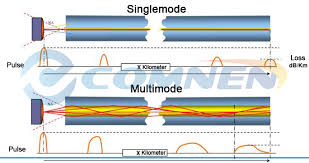 Singlemode
Pulse
X Kilometer
Loss
dB/Km
COMNEN
Multimode
Pulse
X Kilometer